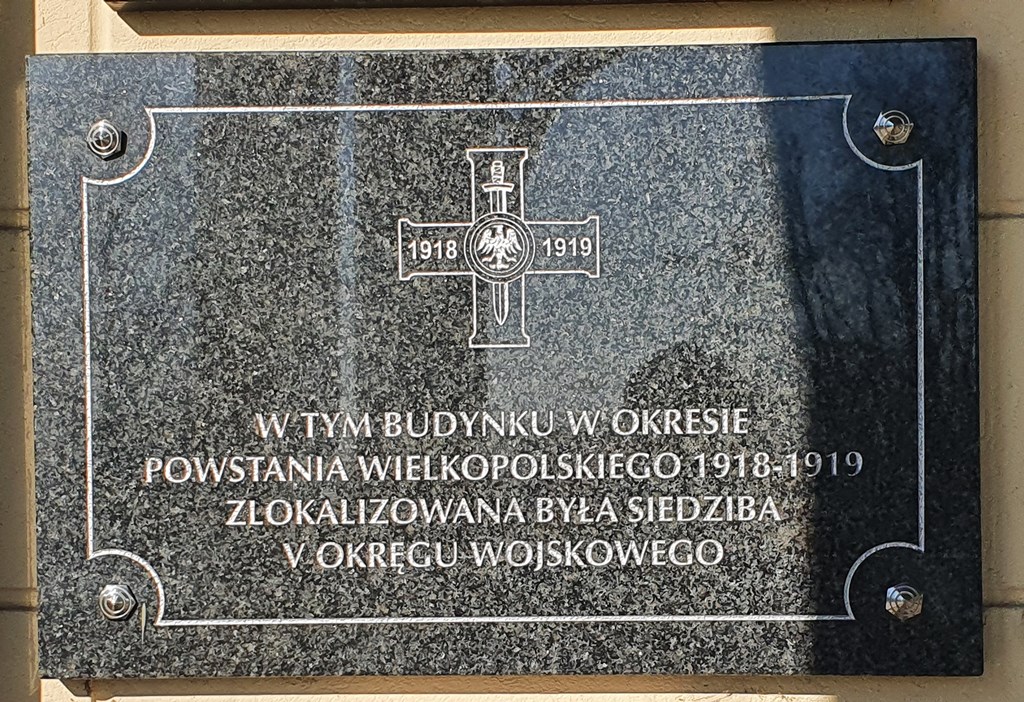 1918 1919
W TYM BUDYNKU W OKRESIE
POWSTANIA WIELKOPOLSKIEGO 1918-1919
ZLOKALIZOWANA BYŁA SIEDZIBA
V OKRĘGU WOJSKOWEGO